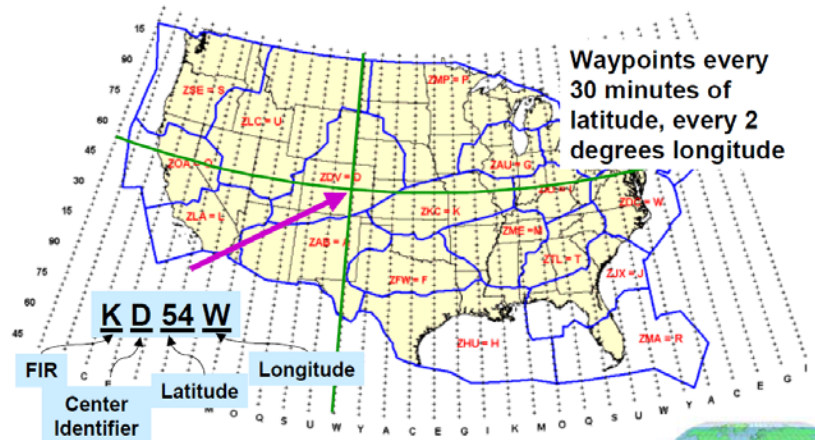 15
90
75
60
45
30
15
90
75
60
45
Waypoints every
30 minutes of
latitude, every 2
degrees longitude
ZSE = S
ZLC = U
ZMP = P
ZOA = O
ZDV = D
ZAU = G
ZLA = L
ZKC = K
ZDC = W
ZAB = A
ZME = M
ZTL = T
ZFW = F
ZJX = J
ZHU = H
ZMA = R
K D 54 W
FIR
Center
Identifier
Latitude
Longitude
C
M O Q S U W Y A C E G I K M O Q S U W Y A C E G I